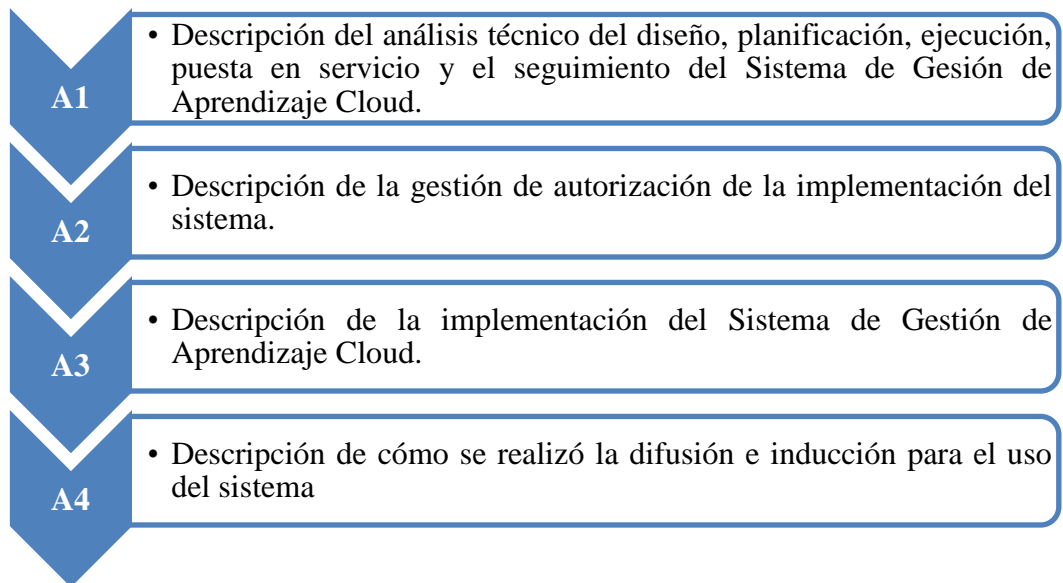 A1
• Descripción del análisis técnico del diseño, planificación, ejecución,
puesta en servicio y el seguimiento del Sistema de Gesión de
Aprendizaje Cloud.
A2
• Descripción de la gestión de autorización de la implementación del
sistema.
A3
• Descripción de la implementación del Sistema de Gestión de
Aprendizaje Cloud.
A4
• Descripción de cómo se realizó la difusión e inducción para el uso
del sistema